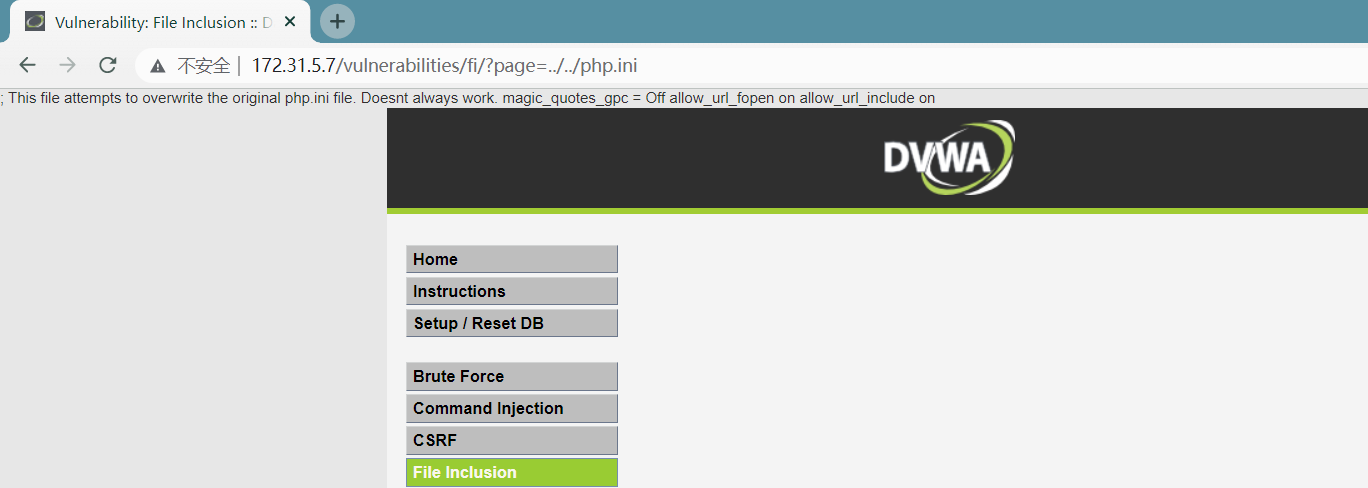 Vulnerability: File Inclusion :: D
不安全 | 172.31.5.7/vulnerabilities/fi/?page=../../php.ini
; This file attempts to overwrite the original php.ini file. Doesnt always work. magic_quotes_gpc = Off allow_url_fopen on allow_url_include on
DVWA
Home
Instructions
Setup / Reset DB
Brute Force
Command Injection
CSRF
File Inclusion